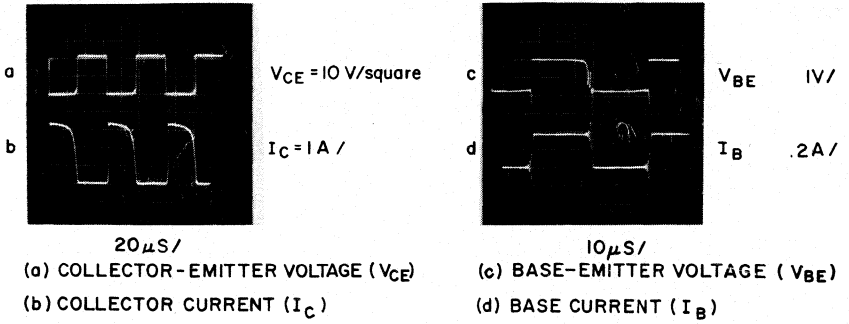 a
V_CE = 10 V/square
b
I_C = 1 A /
20 μS/
(a) COLLECTOR-EMITTER VOLTAGE (V_CE)
(b) COLLECTOR CURRENT (I_C)
c
V_BE 1V/
d
I_B .2A/
10 μS/
(c) BASE-EMITTER VOLTAGE (V_BE)
(d) BASE CURRENT (I_B)